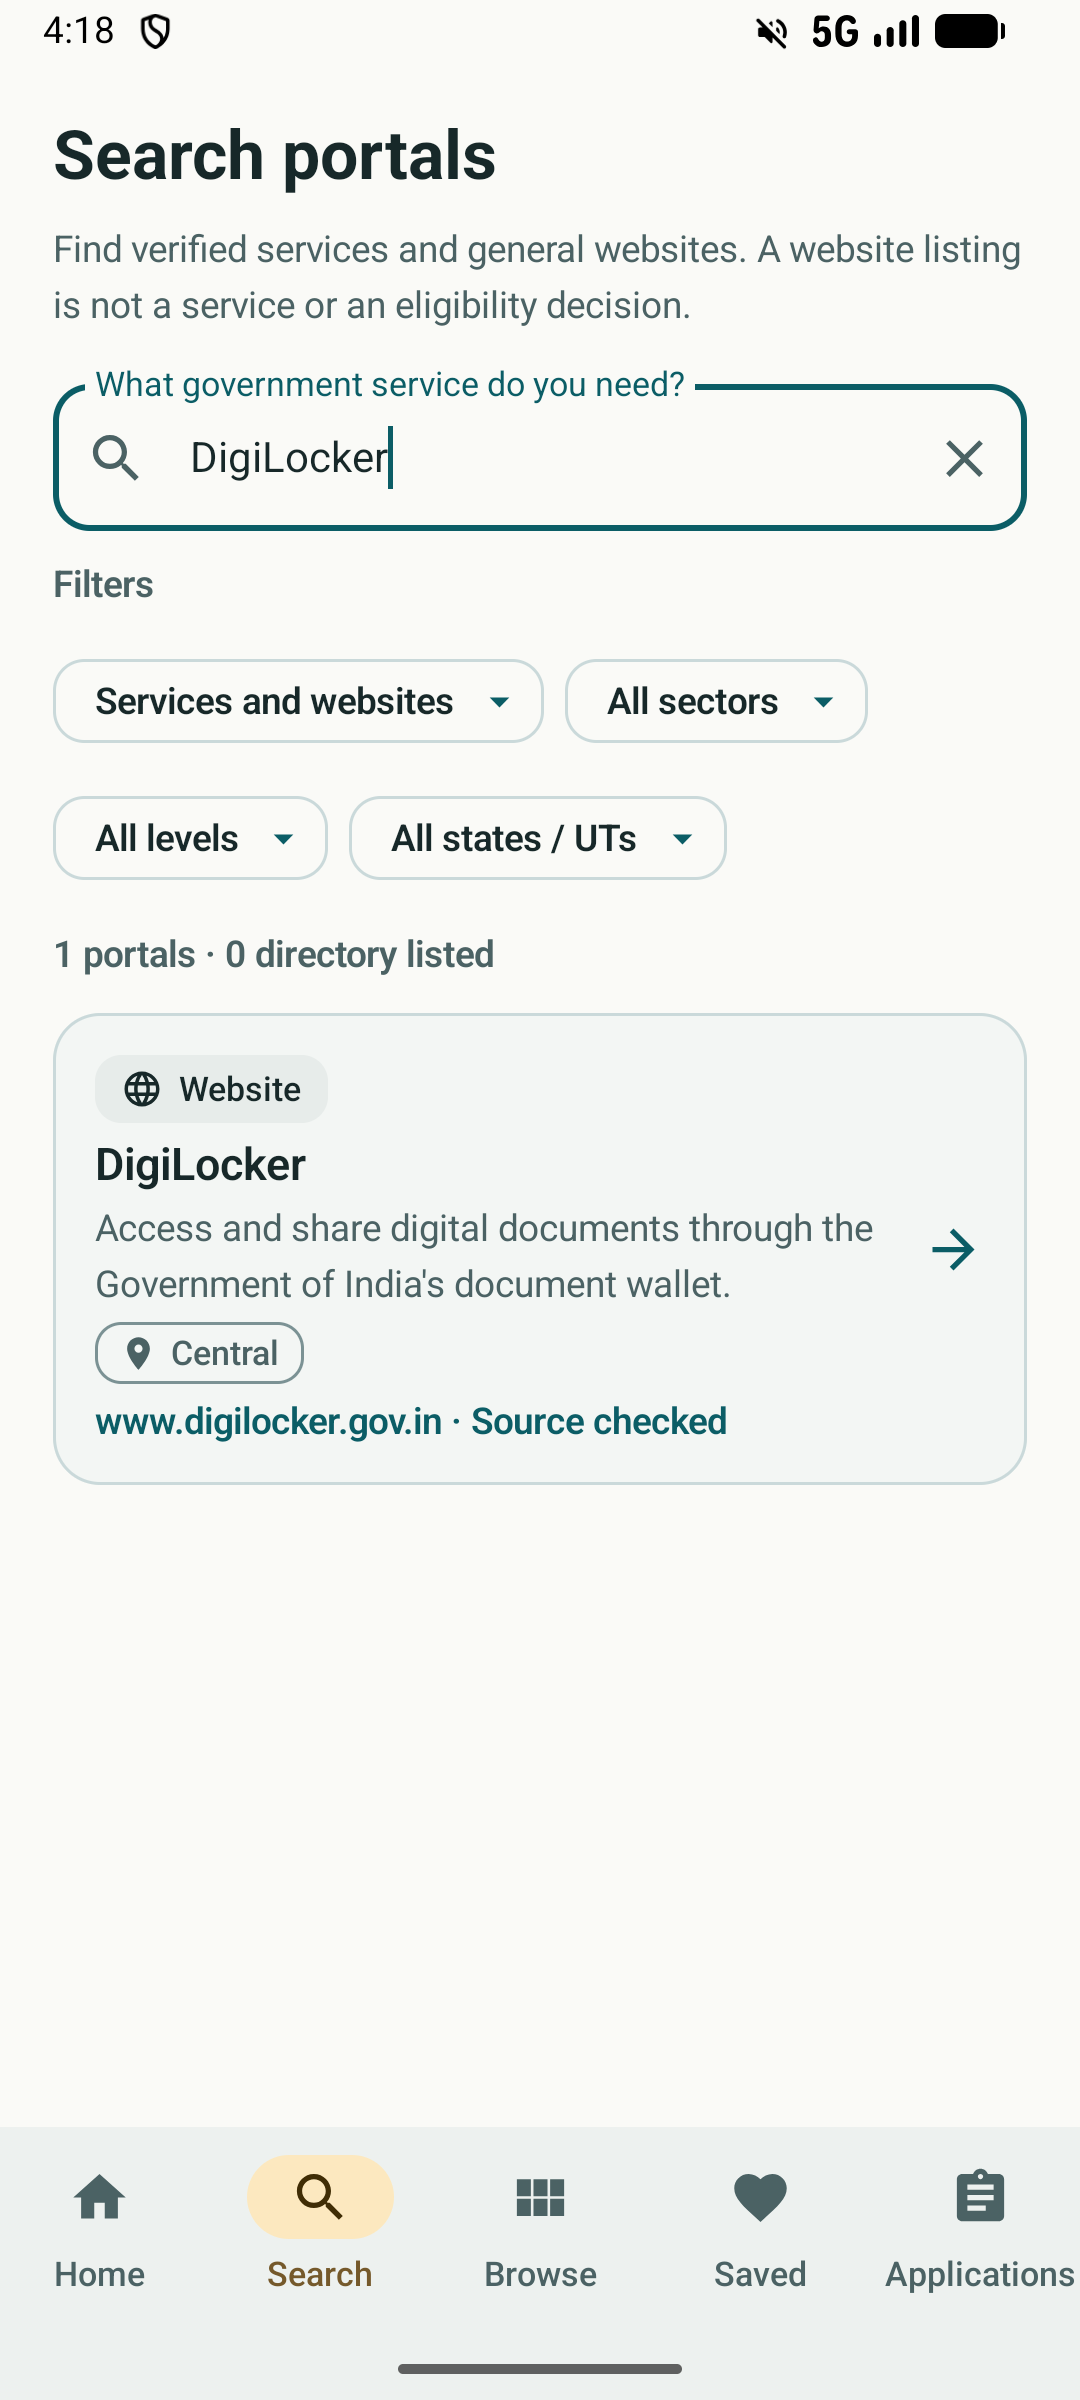 4:18
5G
Search portals
Find verified services and general websites. A website listing
is not a service or an eligibility decision.
What government service do you need?
DigiLocker
Filters
Services and websites
All sectors
All levels
All states / UTs
1 portals · 0 directory listed
Website
DigiLocker
Access and share digital documents through the
Government of India's document wallet.
Central
www.digilocker.gov.in · Source checked
Home
Search
Browse
Saved
Applications